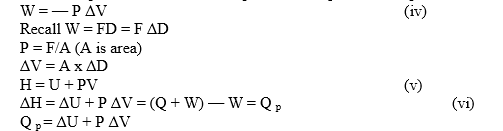 W = — P ΔV (iv)
Recall W = FD = F ΔD
P = F/A (A is area)
ΔV = A x ΔD
H = U + PV (v)
ΔH = ΔU + P ΔV = (Q + W) — W = Q p (vi)
Q p = ΔU + P ΔV